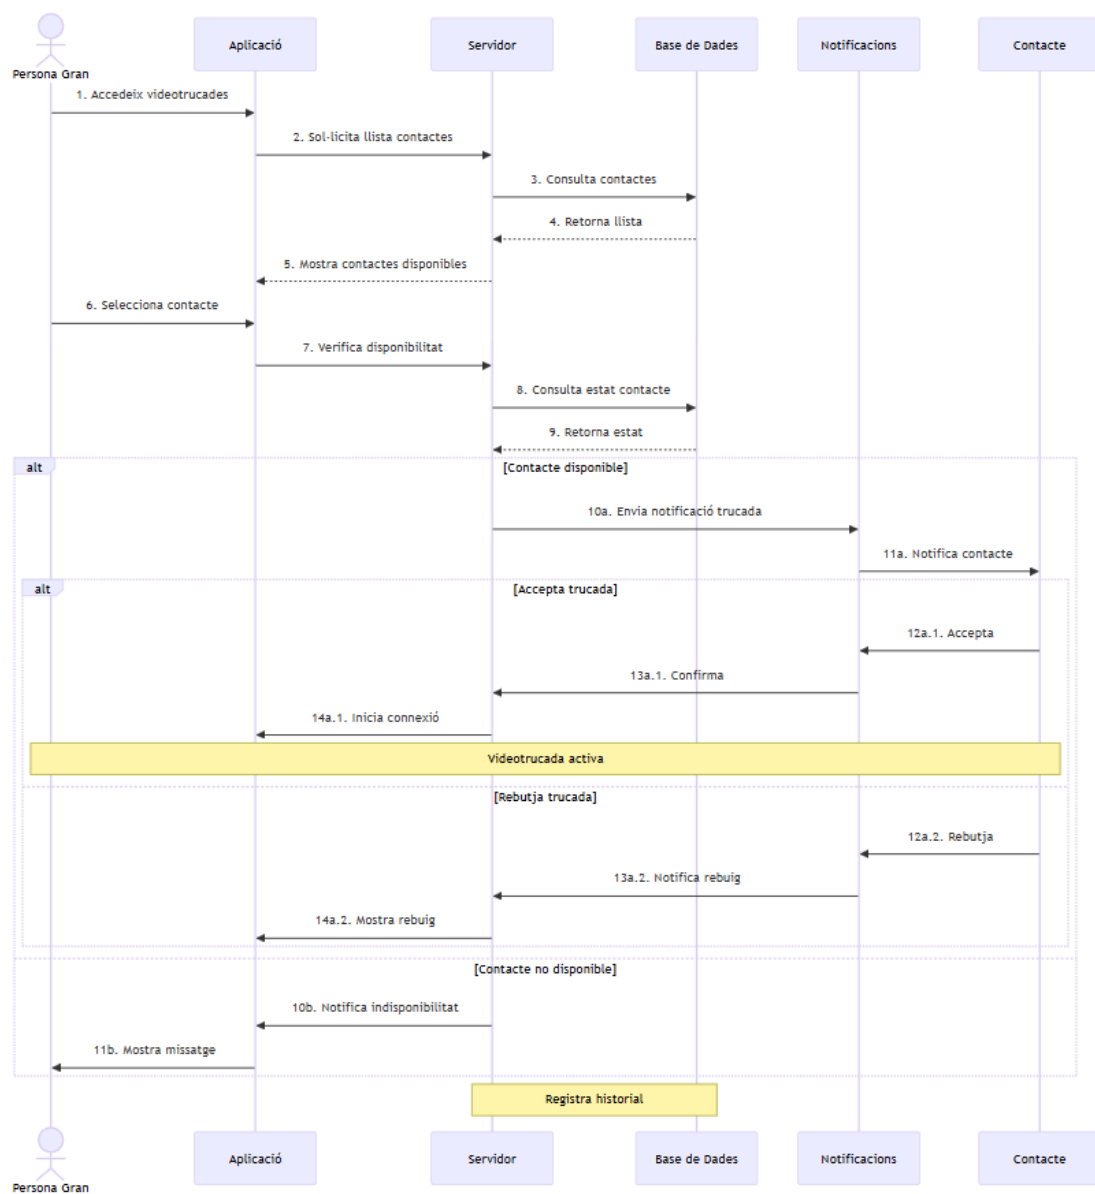 Aplicació
Servidor
Base de Dades
Notificacions
Contacte
Persona Gran
1. Accedeix videotrucades
2. Sol·licita llista contactes
3. Consulta contactes
4. Retorna llista
5. Mostra contactes disponibles
6. Selecciona contacte
7. Verifica disponibilitat
8. Consulta estat contacte
9. Retorna estat
alt
[Contacte disponible]
10a. Envia notificació trucada
11a. Notifica contacte
alt
[Accepta trucada]
12a.1. Accepta
13a.1. Confirma
14a.1. Inicia connexió
Videotrucada activa
[Rebutja trucada]
12a.2. Rebutja
13a.2. Notifica rebuig
14a.2. Mostra rebuig
[Contacte no disponible]
10b. Notifica indisponibilitat
11b. Mostra missatge
Registra historial
Aplicació
Servidor
Base de Dades
Notificacions
Contacte
Persona Gran